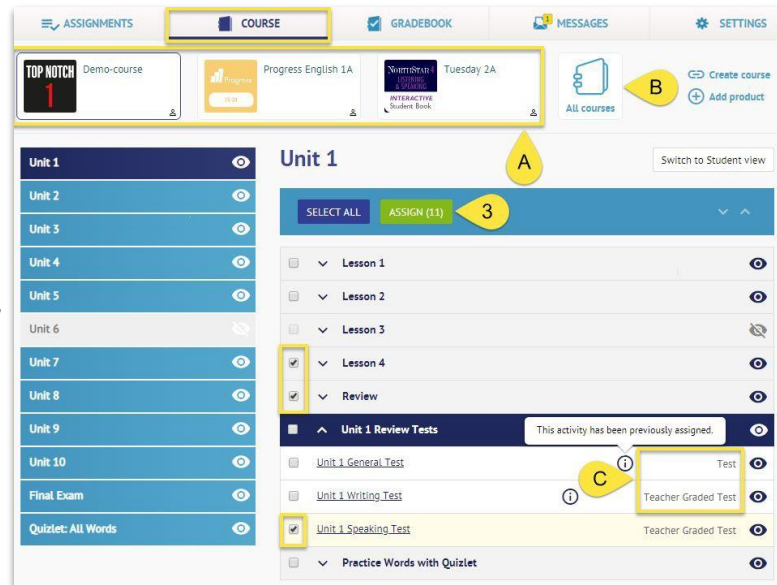 ASSIGNMENTS
COURSE
GRADEBOOK
1
MESSAGES
SETTINGS
TOP NOTCH
1
Demo-course
Progress
Progress English 1A
NORTHSTAR 4
LISTENING
& SPEAKING
INTERACTIVE
Student Book
Tuesday 2A
All courses
B
Create course
Add product
A
Unit 1
Unit 2
Unit 3
Unit 4
Unit 5
Unit 6
Unit 7
Unit 8
Unit 9
Unit 10
Final Exam
Quizlet: All Words
Unit 1
Switch to Student view
SELECT ALL
ASSIGN (11)
3
Lesson 1
Lesson 2
Lesson 3
Lesson 4
Review
Unit 1 Review Tests
This activity has been previously assigned.
Unit 1 General Test
Test
C
Unit 1 Writing Test
Teacher Graded Test
Unit 1 Speaking Test
Teacher Graded Test
Practice Words with Quizlet